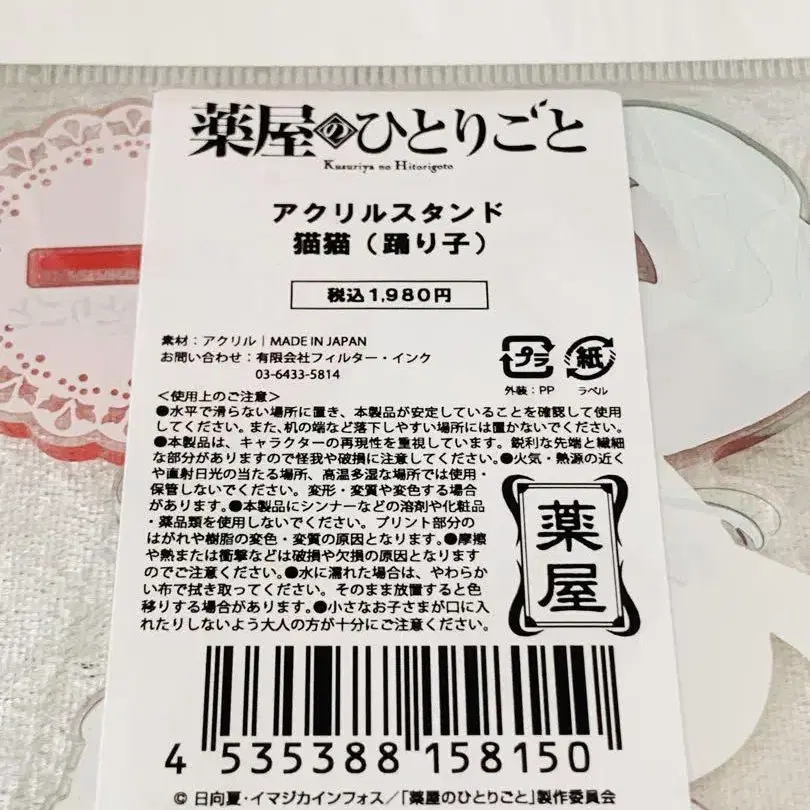 薬屋のひとりごと
Kusuriya no Hitorigoto
アクリルスタンド
猫猫（踊り子）
税込1,980円
素材：アクリル｜MADE IN JAPAN
お問い合わせ：有限会社フィルター・インク
03-6433-5814
プラ
外装：PP
紙
ラベル
＜使用上のご注意＞
●水平で滑らない場所に置き、本製品が安定していることを確認して使用
してください。また、机の端など落下しやすい場所には置かないでください。
●本製品は、キャラクターの再現性を重視しています。鋭利な先端と繊細
な部分がありますので怪我や破損に注意してください。●火気・熱源の近く
や直射日光の当たる場所、高温多湿な場所では使用・
保管しないでください。変形・変質や変色する場合
があります。●本製品にシンナーなどの溶剤や化粧品
・薬品類を使用しないでください。プリント部分の
はがれや樹脂の変色・変質の原因となります。●摩擦
や熱または衝撃などは破損や欠損の原因となります
のでご注意ください。●水に濡れた場合は、やわらか
い布で拭き取ってください。そのまま放置すると色
移りする場合があります。●小さなお子さまが口に入
れたりしないよう大人の方が十分にご注意ください。
薬屋
4 535388 158150
© 日向夏・イマジカインフォス／「薬屋のひとりごと」製作委員会